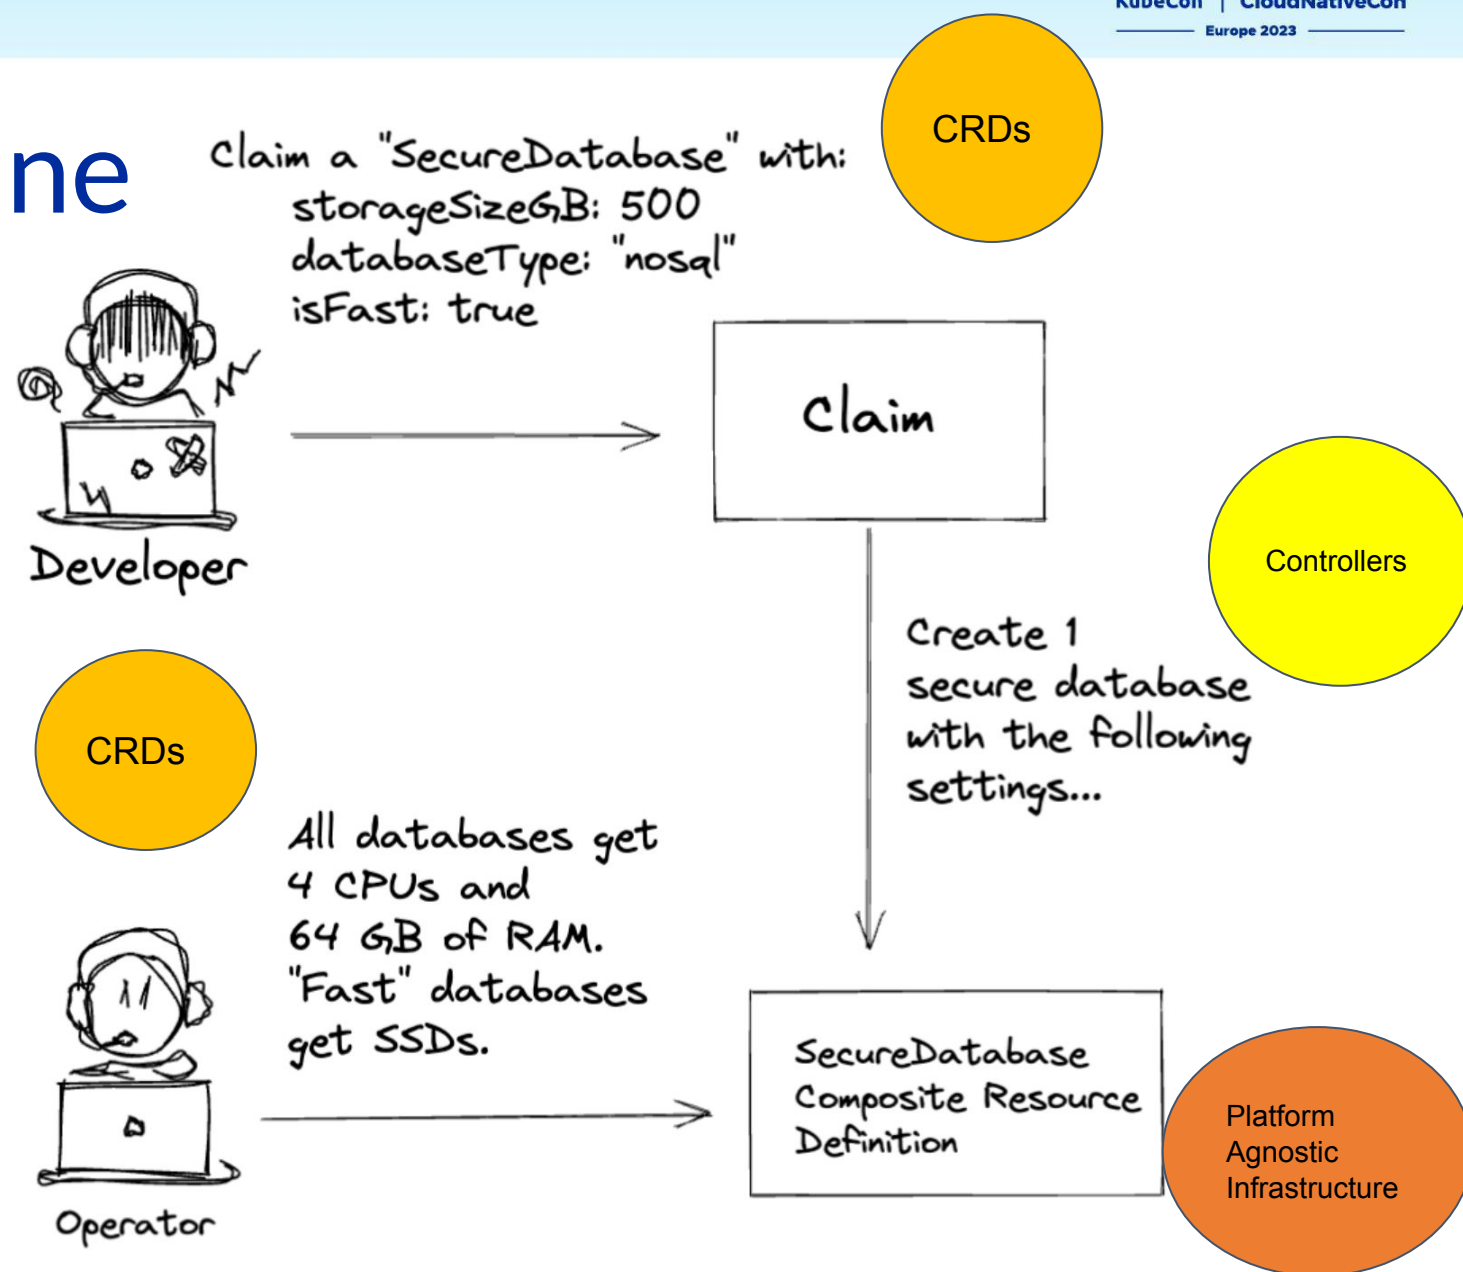 KubeCon | CloudNativeCon
Europe 2023
ne
Claim a "SecureDatabase" with:
storageSizeGB: 500
databaseType: "nosql"
isFast: true
CRDs
Developer
Claim
Controllers
Create 1
secure database
with the following
settings...
CRDs
All databases get
4 CPUs and
64 GB of RAM.
"Fast" databases
get SSDs.
Operator
SecureDatabase
Composite Resource
Definition
Platform
Agnostic
Infrastructure